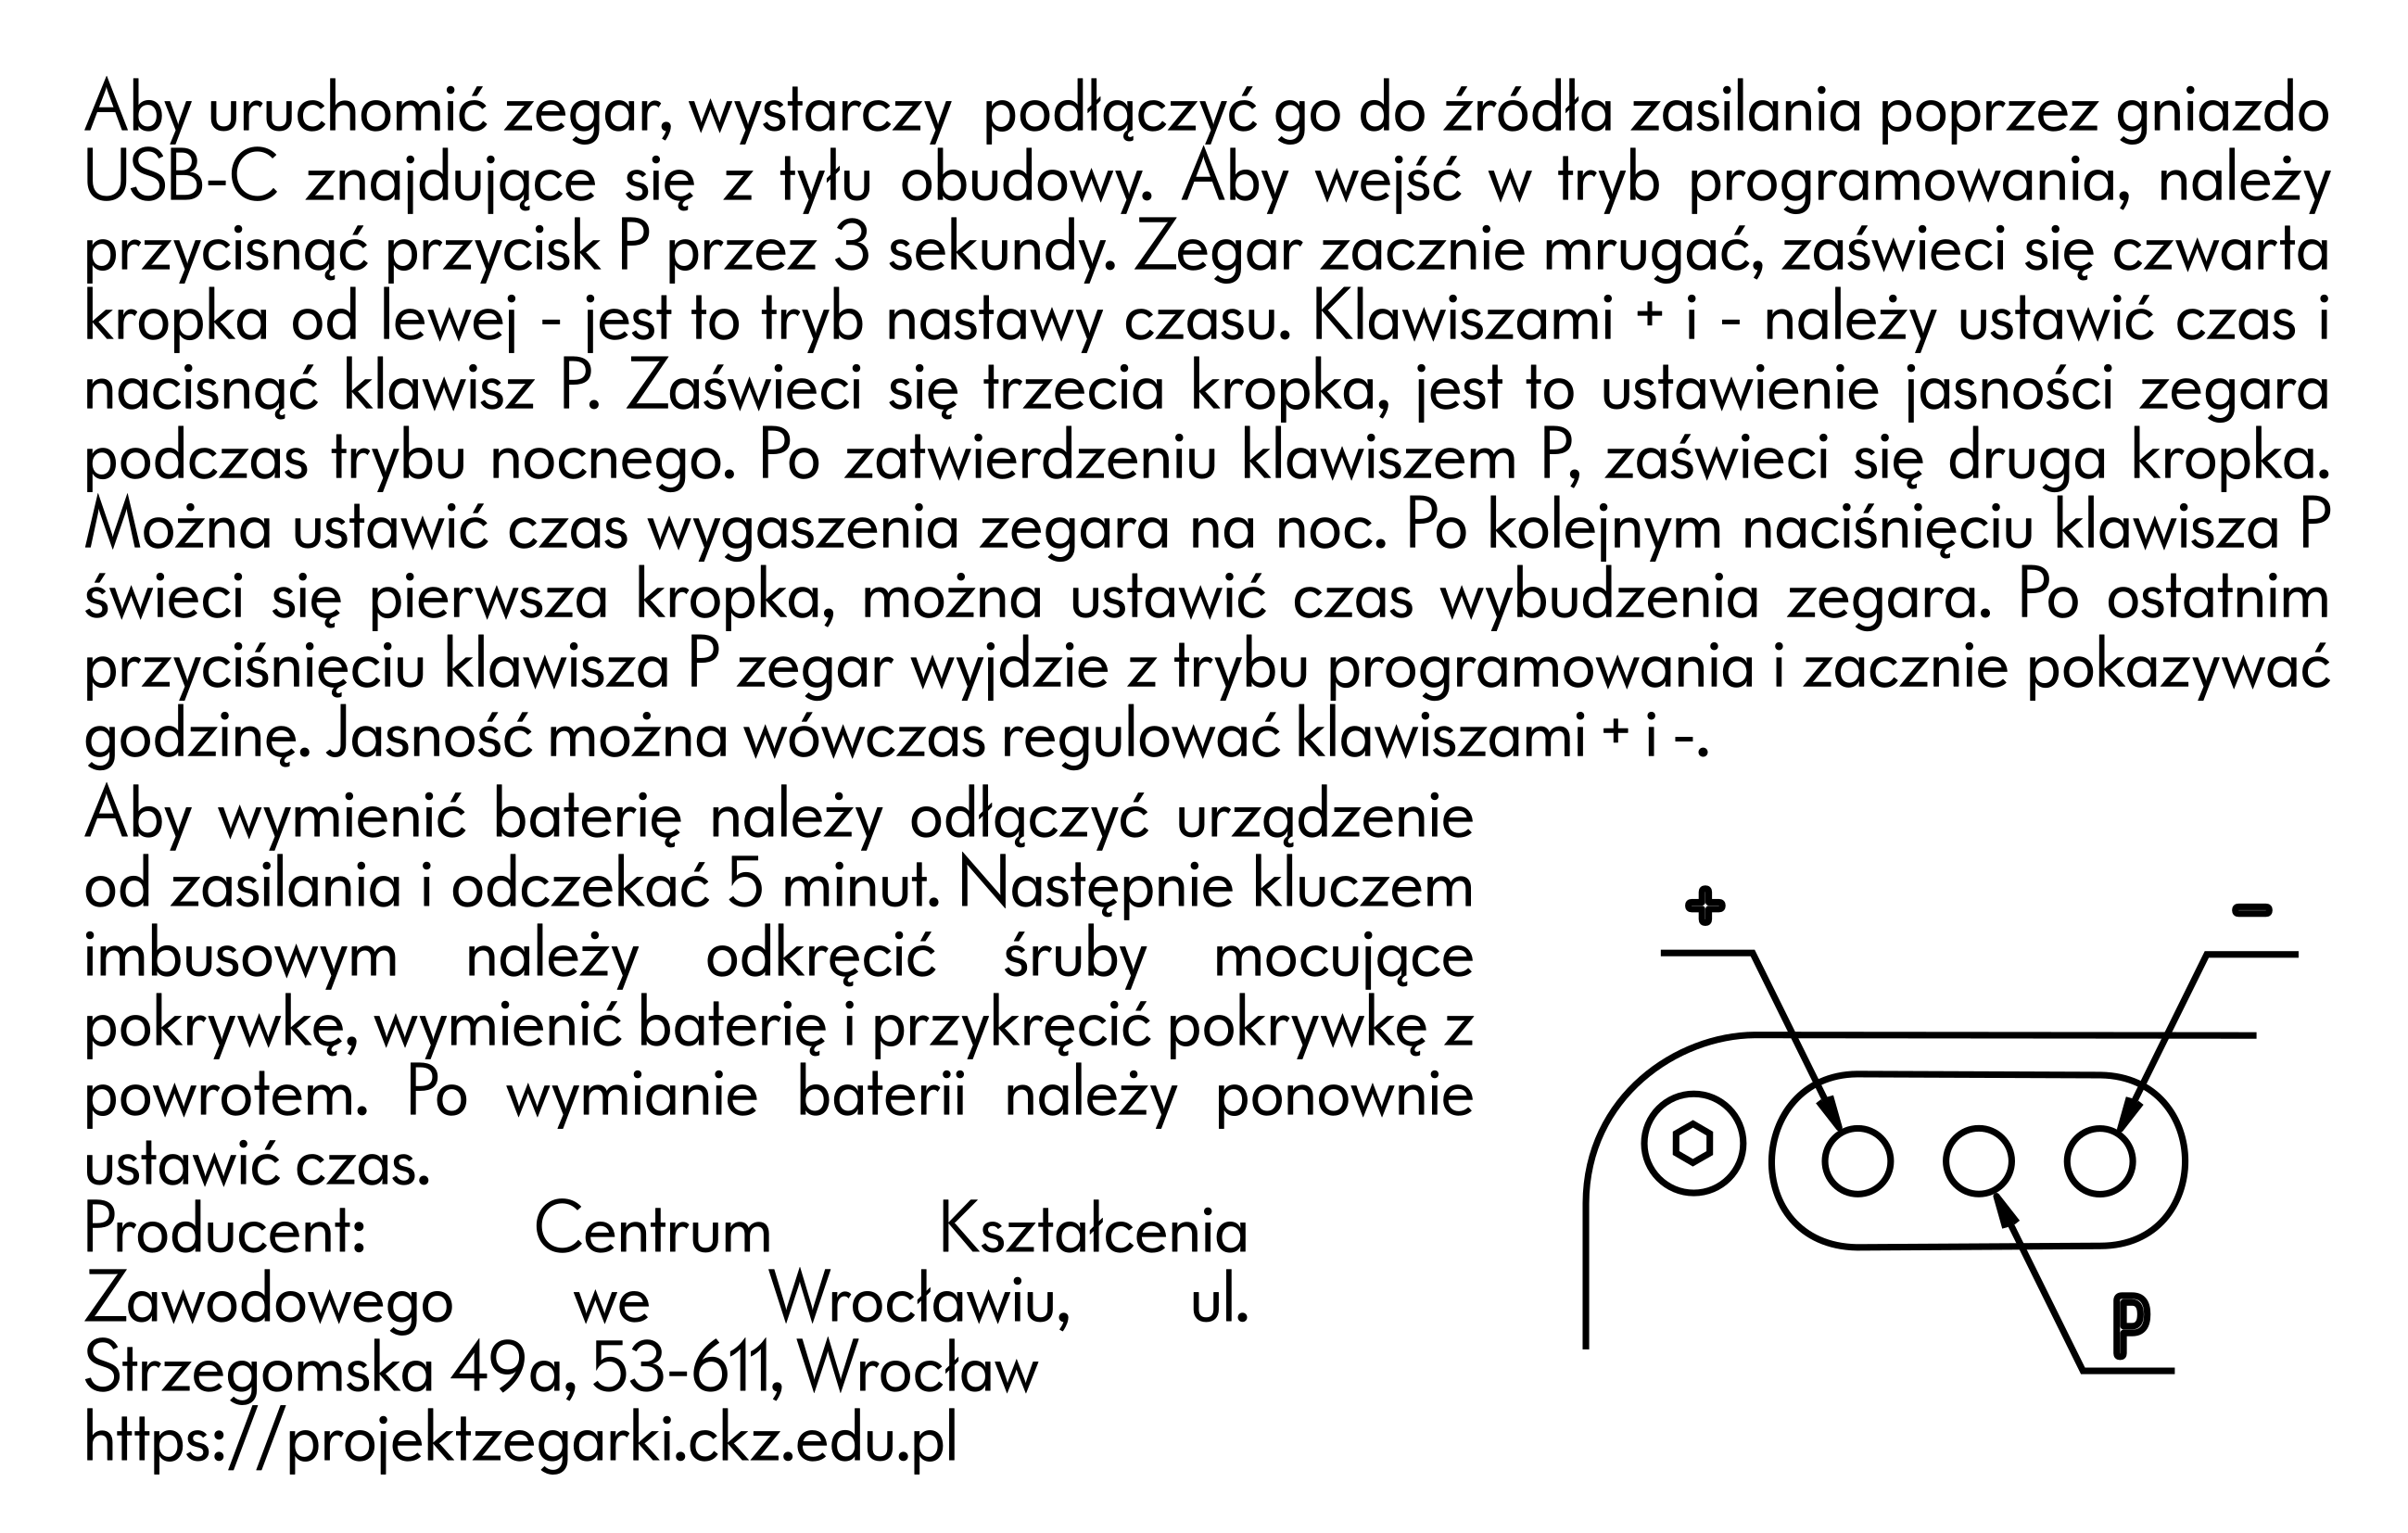 Aby uruchomić zegar, wystarczy podłączyć go do źródła zasilania poprzez gniazdo
USB-C znajdujące się z tyłu obudowy. Aby wejść w tryb programowania, należy
przycisnąć przycisk P przez 3 sekundy. Zegar zacznie mrugać, zaświeci się czwarta
kropka od lewej - jest to tryb nastawy czasu. Klawiszami + i - należy ustawić czas i
nacisnąć klawisz P. Zaświeci się trzecia kropka, jest to ustawienie jasności zegara
podczas trybu nocnego. Po zatwierdzeniu klawiszem P, zaświeci się druga kropka.
Można ustawić czas wygaszenia zegara na noc. Po kolejnym naciśnięciu klawisza P
świeci się pierwsza kropka, można ustawić czas wybudzenia zegara. Po ostatnim
przyciśnięciu klawisza P zegar wyjdzie z trybu programowania i zacznie pokazywać
godzinę. Jasność można wówczas regulować klawiszami + i -.
Aby wymienić baterię należy odłączyć urządzenie
od zasilania i odczekać 5 minut. Następnie kluczem
imbusowym należy odkręcić śruby mocujące
pokrywkę, wymienić baterię i przykręcić pokrywkę z
powrotem. Po wymianie baterii należy ponownie
ustawić czas.
Producent: Centrum Kształcenia
Zawodowego we Wrocławiu, ul.
Strzegomska 49a, 53-611, Wrocław
https://projektzegarki.ckz.edu.pl
+
-
P